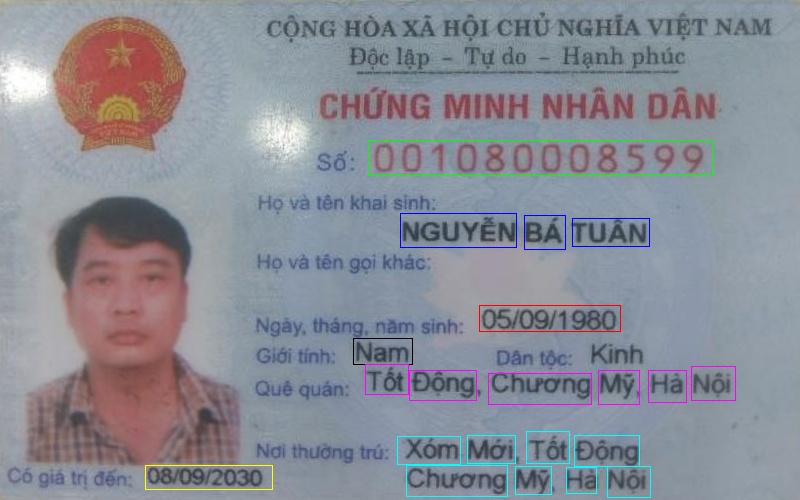 CỘNG HÒA XÃ HỘI CHỦ NGHĨA VIỆT NAM
Độc lập - Tự do - Hạnh phúc
CHỨNG MINH NHÂN DÂN
Số: 001080008599
Họ và tên khai sinh:
NGUYỄN BÁ TUÂN
Họ và tên gọi khác:
Ngày, tháng, năm sinh: 05/09/1980
Giới tính: Nam Dân tộc: Kinh
Quê quán: Tốt Động, Chương Mỹ, Hà Nội
Nơi thường trú: Xóm Mới, Tốt Động
Chương Mỹ, Hà Nội
Có giá trị đến: 08/09/2030